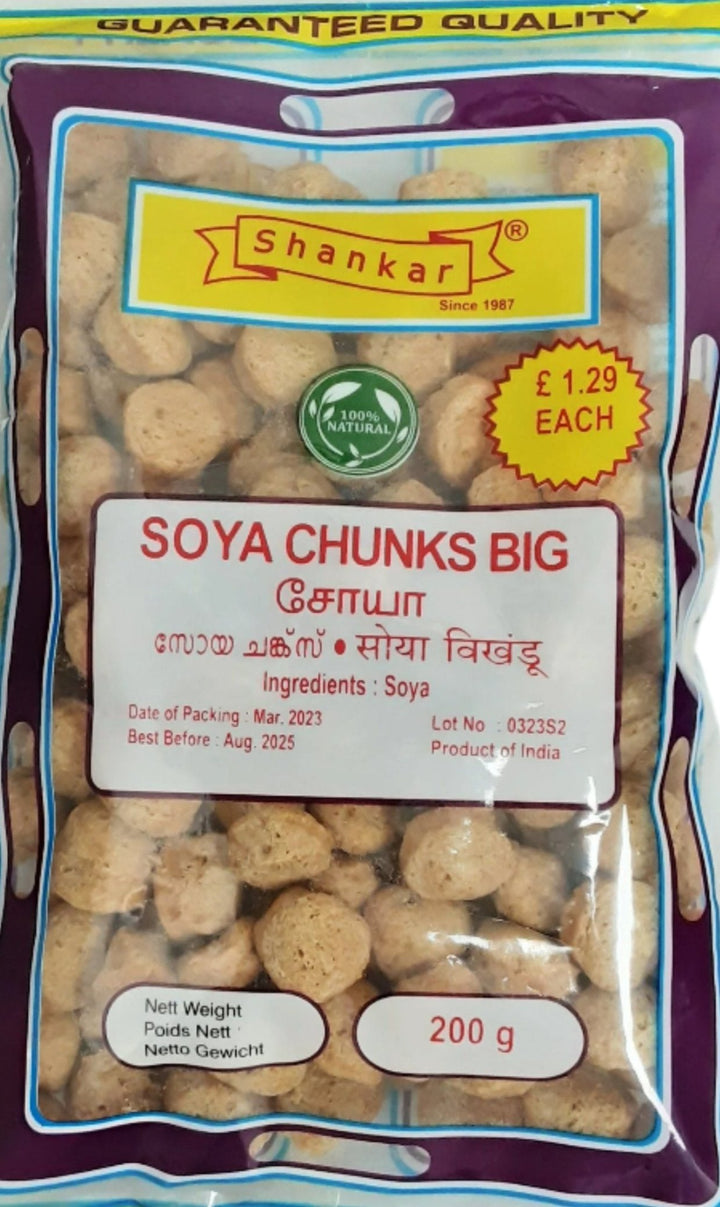 GUARANTEED QUALITY
Shankar®
Since 1987
100%
NATURAL
£ 1.29
EACH
SOYA CHUNKS BIG
சோயா
സോയ ചങ്ക്സ് • सोया विखंडू
Ingredients : Soya
Date of Packing : Mar. 2023
Best Before : Aug. 2025
Lot No : 0323S2
Product of India
Nett Weight
Poids Nett
Netto Gewicht
200 g